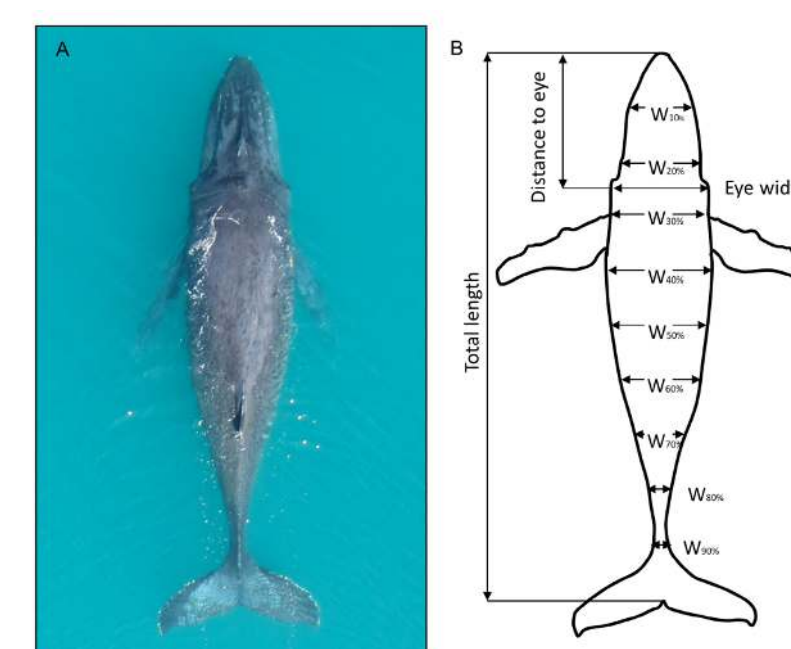 A
B
Distance to eye
Total length
W10%
W20%
Eye wid
W30%
W40%
W50%
W60%
W70%
W80%
W90%